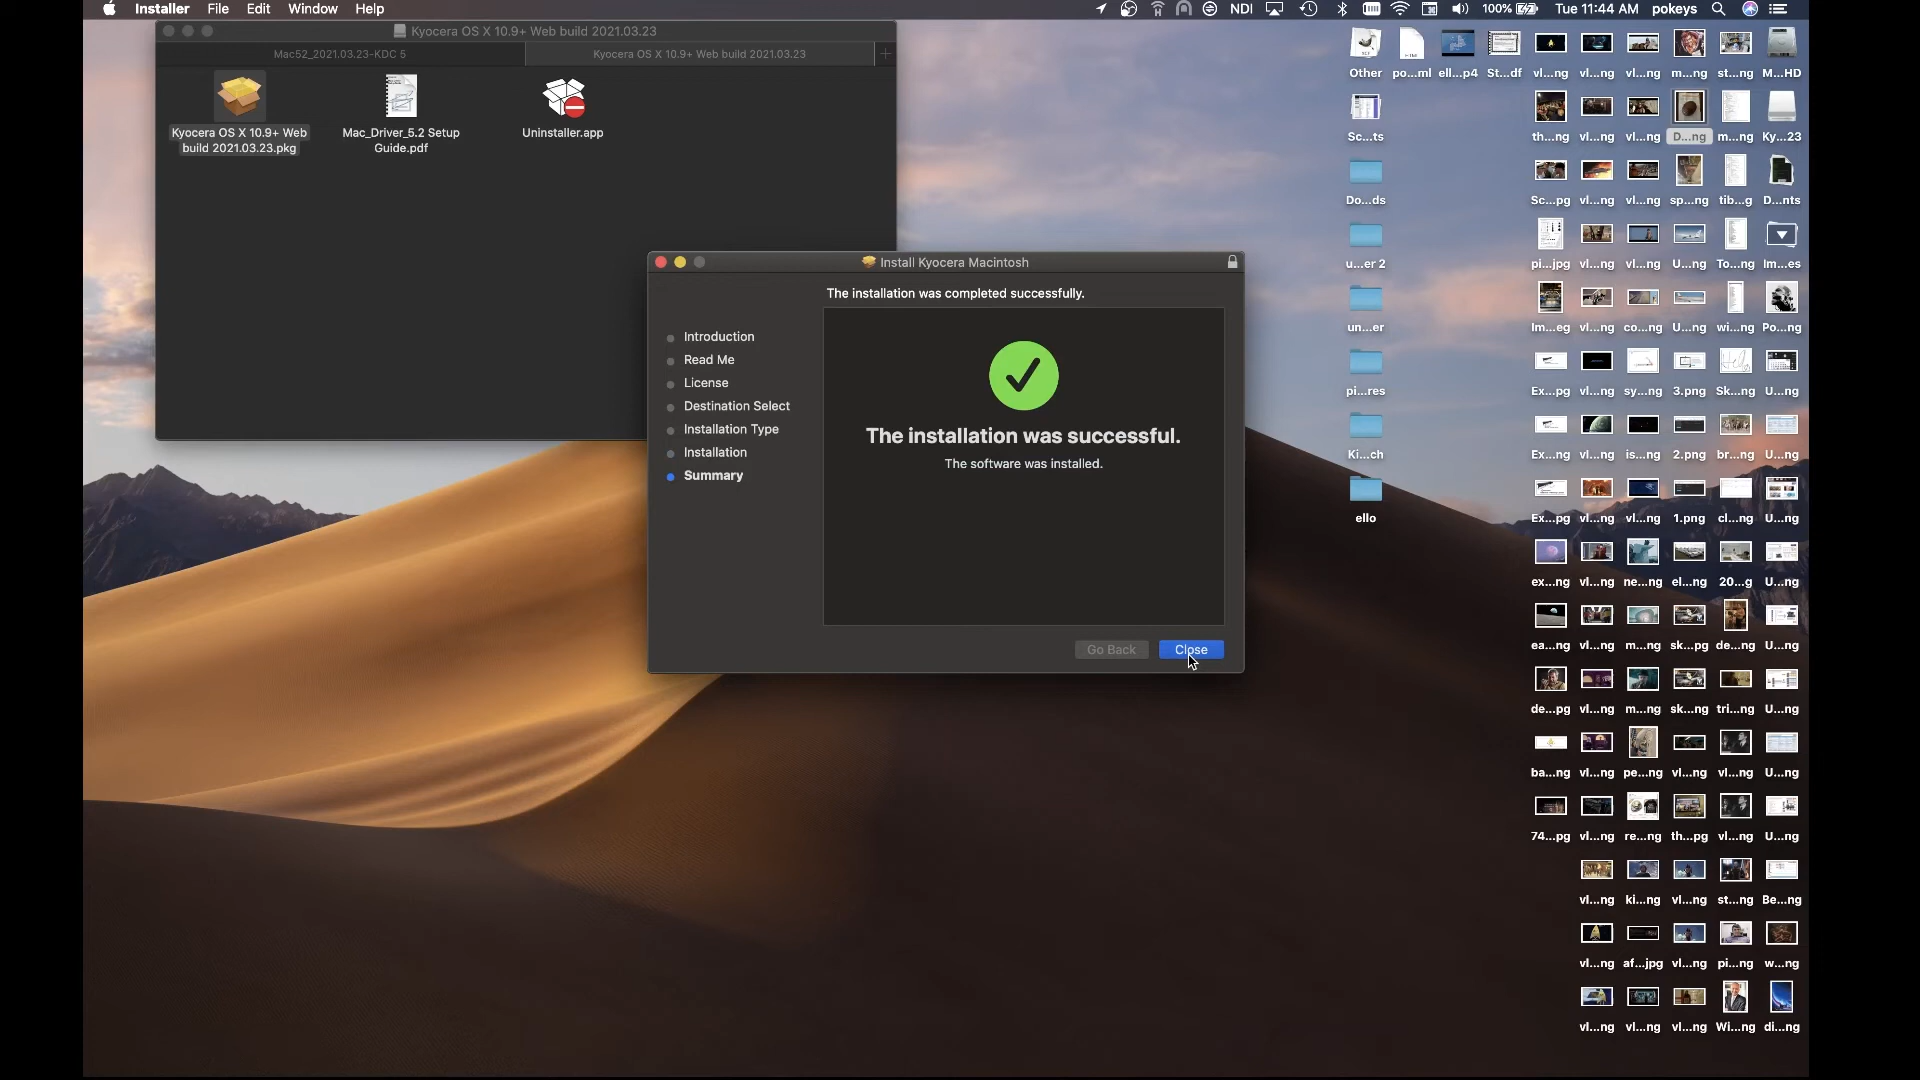 Installer File Edit Window Help
NDI 100% Tue 11:44 AM pokeys
Kyocera OS X 10.9+ Web build 2021.03.23
Mac52_2021.03.23-KDC 5
Kyocera OS X 10.9+ Web build 2021.03.23
Kyocera OS X 10.9+ Web
build 2021.03.23.pkg
Mac_Driver_5.2 Setup
Guide.pdf
Uninstaller.app
Install Kyocera Macintosh
The installation was completed successfully.
Introduction
Read Me
License
Destination Select
Installation Type
Installation
Summary
The installation was successful.
The software was installed.
Go Back
Close
Other po...ml ell...p4 St...df vl...ng vl...ng vl...ng m...ng st...ng M...HD
Sc...ts th...ng vl...ng vl...ng D...ng m...ng Ky...23
Do...ds Sc...pg vl...ng vl...ng sp...ng tib...g D...nts
u...er 2 pi...jpg vl...ng vl...ng U...ng To...ng Im...es
un...er Im...eg vl...ng co...ng U...ng wi...ng Po...ng
pi...res Ex...pg vl...ng sy...ng 3.png Sk...ng U...ng
Ki...ch Ex...ng vl...ng is...ng 2.png br...ng U...ng
ello Ex...pg vl...ng vl...ng 1.png cl...ng U...ng
ex...ng vl...ng ne...ng el...ng 20...g U...ng
ea...ng vl...ng m...ng sk...pg de...ng U...ng
de...pg vl...ng m...ng sk...ng tri...ng U...ng
ba...ng vl...ng pe...ng vl...ng vl...ng U...ng
74...pg vl...ng re...ng th...pg vl...ng U...ng
vl...ng ki...ng vl...ng st...ng Be...ng
vl...ng af...jpg vl...ng pi...ng w...ng
vl...ng vl...ng vl...ng Wi...ng di...ng